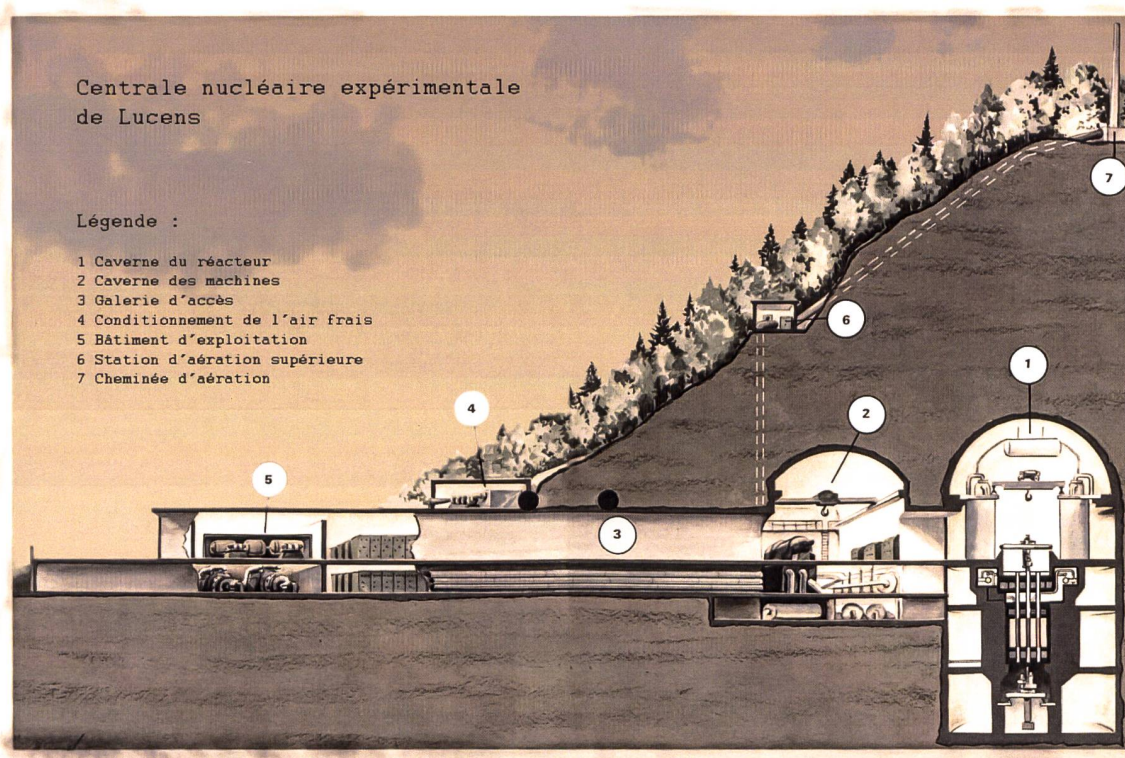 Centrale nucléaire expérimentale
de Lucens
Légende :
1 Caverne du réacteur
2 Caverne des machines
3 Galerie d'accès
4 Conditionnement de l'air frais
5 Bâtiment d'exploitation
6 Station d'aération supérieure
7 Cheminée d'aération
7
6
1
2
4
5
3